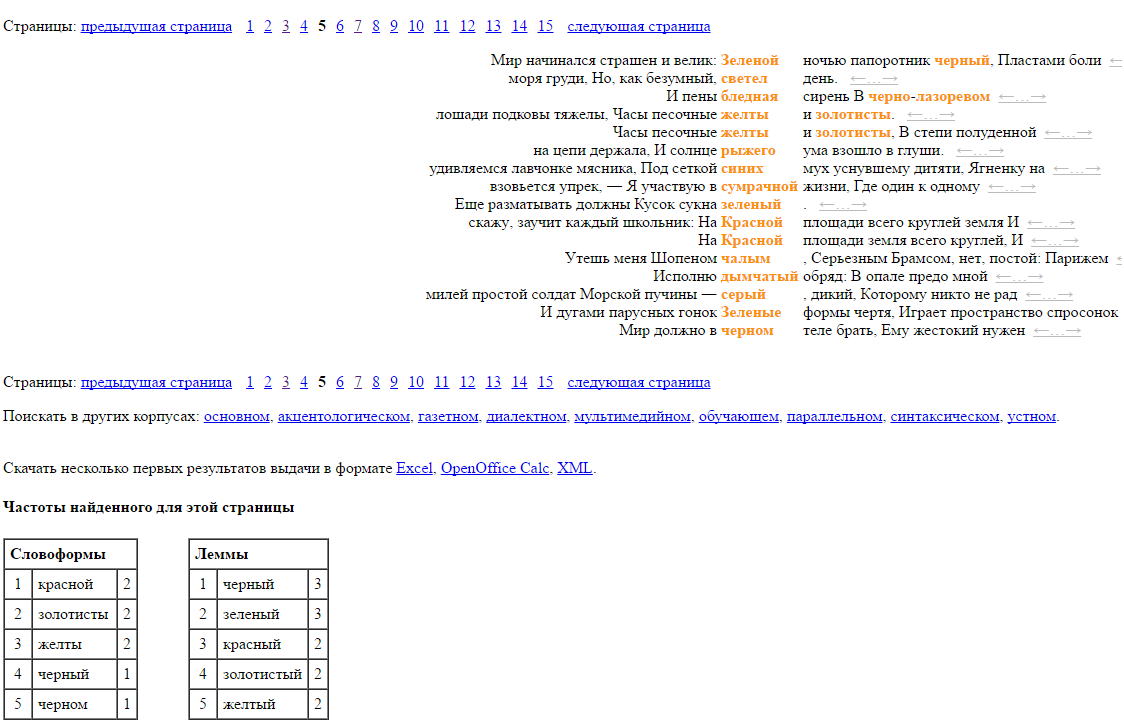 Страницы: предыдущая страница 1 2 3 4 5 6 7 8 9 10 11 12 13 14 15 следующая страница
Мир начинался страшен и велик: Зеленой ночью папоротник черный, Пластами боли ←
моря груди, Но, как безумный, светел день. ←…→
И пены бледная сирень В черно-лазоревом ←…→
лошади подковы тяжелы, Часы песочные желты и золотисты. ←…→
Часы песочные желты и золотисты, В степи полуденной ←…→
на цепи держала, И солнце рыжего ума взошло в глуши. ←…→
удивляемся лавчонке мясника, Под сеткой синих мух уснувшему дитяти, Ягненку на ←…→
взовьется упрек, — Я участвую в сумрачной жизни, Где один к одному ←…→
Еще разматывать должны Кусок сукна зеленый . ←…→
скажу, заучит каждый школьник: На Красной площади всего круглей земля И ←…→
На Красной площади земля всего круглей, И ←…→
Утешь меня Шопеном чалым , Серьезным Брамсом, нет, постой: Парижем ←
Исполню дымчатый обряд: В опале предо мной ←…→
милей простой солдат Морской пучины — серый , дикий, Которому никто не рад ←…→
И дугами парусных гонок Зеленые формы чертя, Играет пространство спросонок
Мир должно в черном теле брать, Ему жестокий нужен ←…→
Страницы: предыдущая страница 1 2 3 4 5 6 7 8 9 10 11 12 13 14 15 следующая страница
Поискать в других корпусах: основном, акцентологическом, газетном, диалектном, мультимедийном, обучающем, параллельном, синтаксическом, устном.
Скачать несколько первых результатов выдачи в формате Excel, OpenOffice Calc, XML.
Частоты найденного для этой страницы
Словоформы
1 красной 2
2 золотисты 2
3 желты 2
4 черный 1
5 черном 1
Леммы
1 черный 3
2 зеленый 3
3 красный 2
4 золотистый 2
5 желтый 2